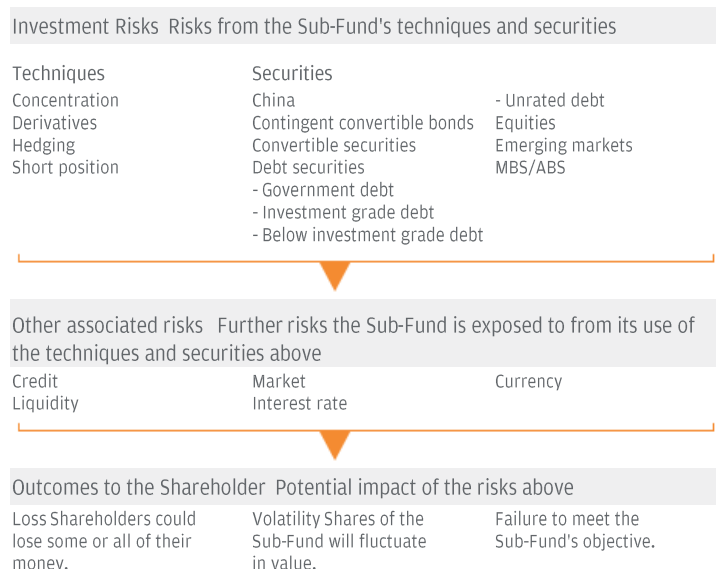 Investment Risks Risks from the Sub-Fund's techniques and securities
Techniques
Concentration
Derivatives
Hedging
Short position
Securities
China
Contingent convertible bonds
Convertible securities
Debt securities
- Government debt
- Investment grade debt
- Below investment grade debt
- Unrated debt
Equities
Emerging markets
MBS/ABS
Other associated risks Further risks the Sub-Fund is exposed to from its use of
the techniques and securities above
Credit
Liquidity
Market
Interest rate
Currency
Outcomes to the Shareholder Potential impact of the risks above
Loss Shareholders could
lose some or all of their
money.
Volatility Shares of the
Sub-Fund will fluctuate
in value.
Failure to meet the
Sub-Fund's objective.